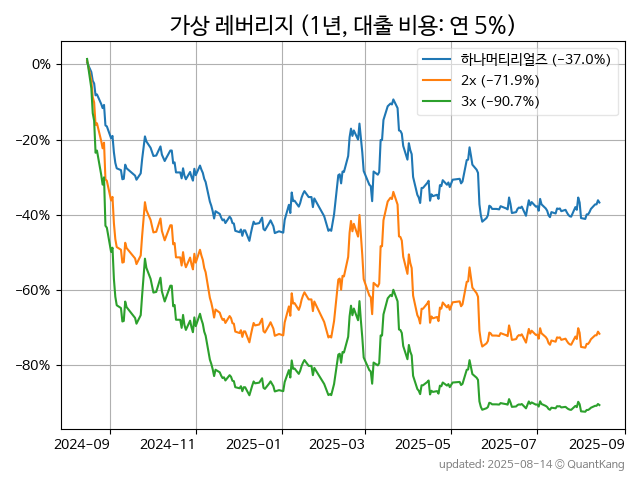 가상 레버리지 (1년, 대출 비용: 연 5%)
하나머티리얼즈 (−37.0%)
2x (−71.9%)
3x (−90.7%)
0%
−20%
−40%
−60%
−80%
2024-09 2024-11 2025-01 2025-03 2025-05 2025-07 2025-09
updated: 2025-08-14 © QuantKang